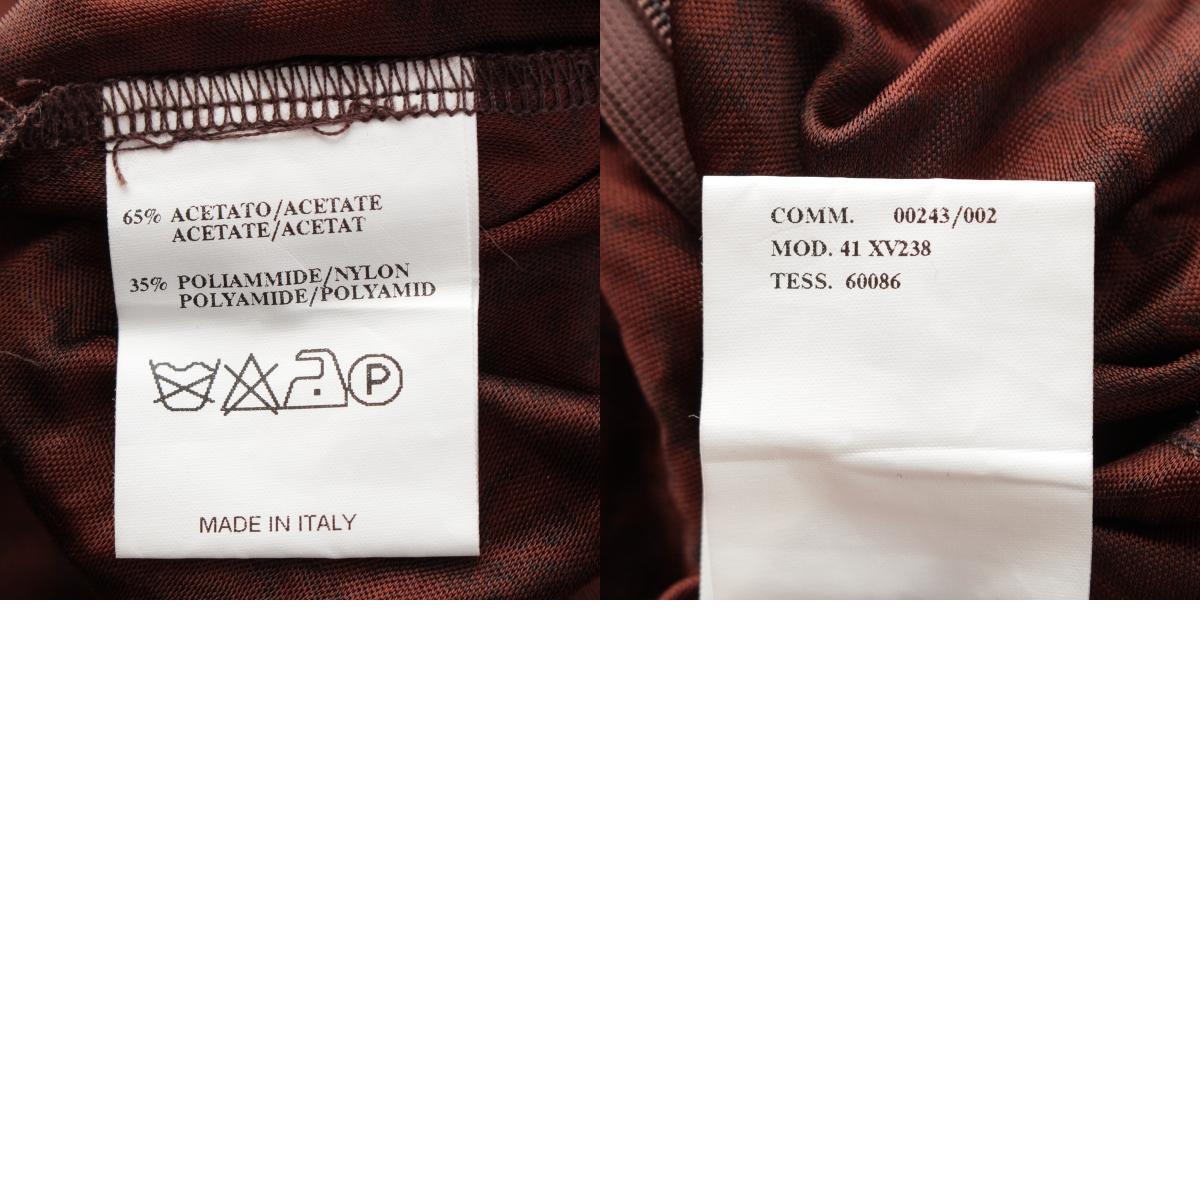 65% ACETATO/ACETATE
ACETATE/ACETAT
35% POLIAMMIDE/NYLON
POLYAMIDE/POLYAMID
P
MADE IN ITALY
COMM. 00243/002
MOD. 41 XV238
TESS. 60086